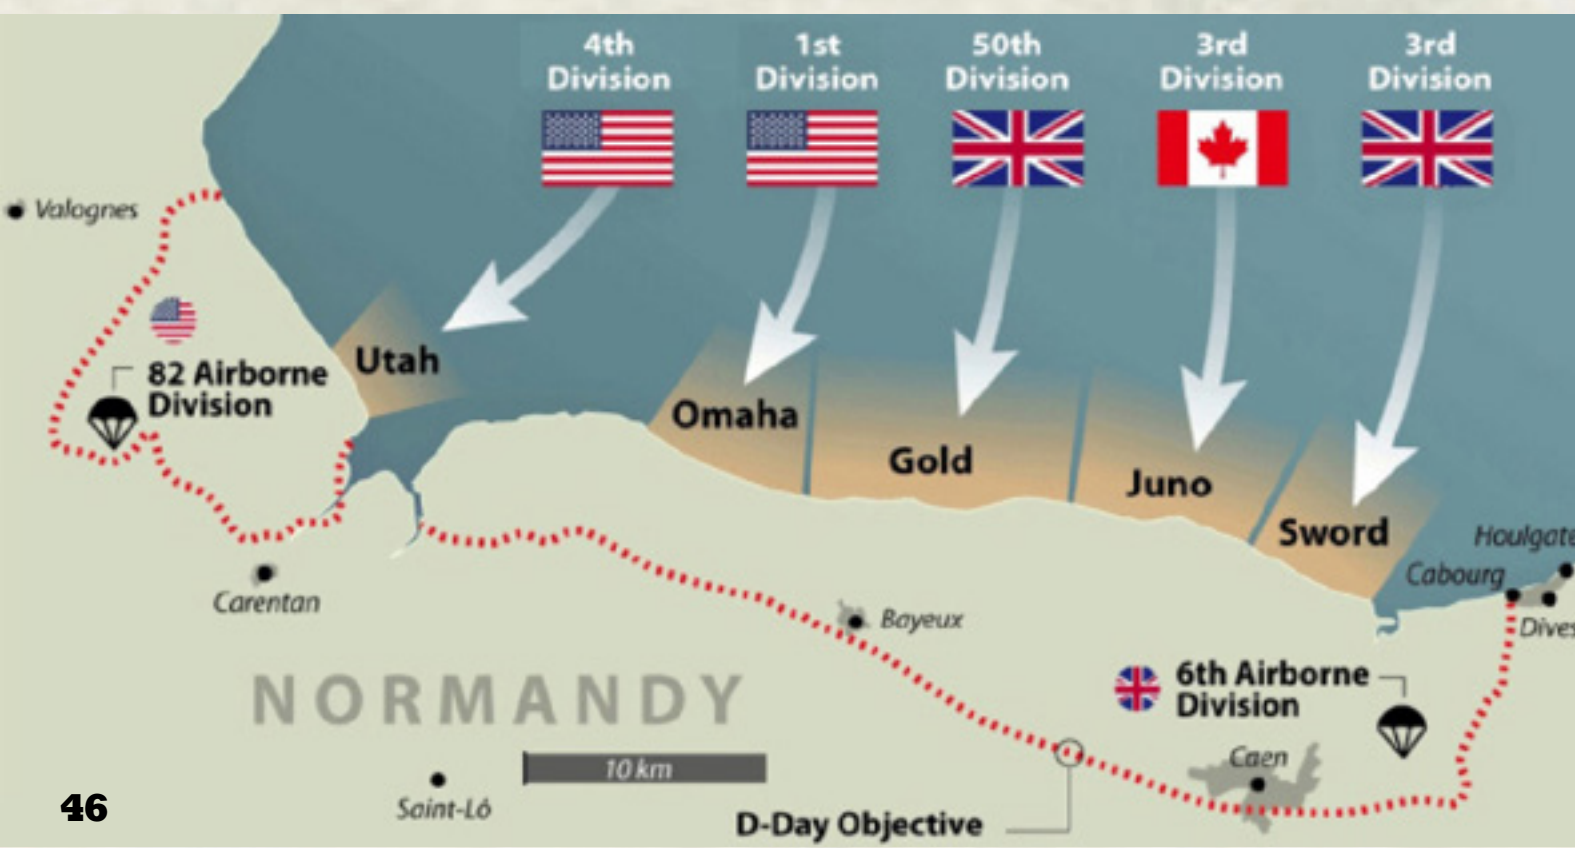 4th
Division
1st
Division
50th
Division
3rd
Division
3rd
Division
Valognes
82 Airborne
Division
Utah
Omaha
Gold
Juno
Sword
Houlgate
Cabourg
Dives
Carentan
Bayeux
NORMANDY
6th Airborne
Division
Caen
10 km
Saint-Lô
D-Day Objective
46